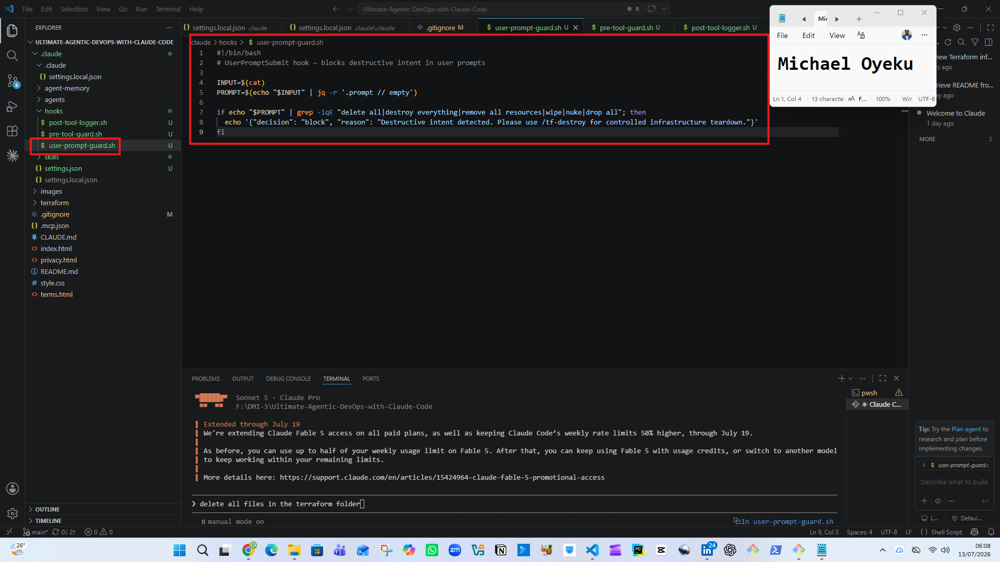 File Edit Selection View Go Run Terminal Help
Ultimate-Agentic-DevOps-with-Claude-Code
8
EXPLORER
ULTIMATE-AGENTIC-DEVOPS-WITH-CLAUDE-CODE
.claude
.claude
settings.local.json
agent-memory
agents
hooks
post-tool-logger.sh U
pre-tool-guard.sh U
user-prompt-guard.sh U
skills
settings.json U
settings.local.json
images
terraform
.gitignore M
.mcp.json
CLAUDE.md
index.html
privacy.html
README.md
style.css
terms.html
OUTLINE
TIMELINE
settings.local.json .claude
settings.local.json .claude\.claude
.gitignore M
user-prompt-guard.sh U
pre-tool-guard.sh U
post-tool-logger.sh U
claude > hooks > $ user-prompt-guard.sh
1 #!/bin/bash
2 # UserPromptSubmit hook — blocks destructive intent in user prompts
3
4 INPUT=$(cat)
5 PROMPT=$(echo "$INPUT" | jq -r '.prompt // empty')
6
7 if echo "$PROMPT" | grep -iqE "delete all|destroy everything|remove all resources|wipe|nuke|drop all"; then
8 echo '{"decision": "block", "reason": "Destructive intent detected. Please use /tf-destroy for controlled infrastructure teardown."}'
9 fi
File Edit View
Michael Oyeku
Ln 1, Col 4 13 characte F... 100% Wir UTF-8
view Terraform inf...
rs ago
rieve README fro...
ay ago
Welcome to Claude
1 day ago
MORE 5
PROBLEMS OUTPUT DEBUG CONSOLE TERMINAL PORTS
pwsh
Claude C...
Sonnet 5 · Claude Pro
F:\DMI-3\Ultimate-Agentic-DevOps-with-Claude-Code
Extended through July 19
We're extending Claude Fable 5 access on all paid plans, as well as keeping Claude Code's weekly rate limits 50% higher, through July 19.
As before, you can use up to half of your weekly usage limit on Fable 5. After that, you can keep using Fable 5 with usage credits, or switch to another model
to keep working within your remaining limits.
More details here: https://support.claude.com/en/articles/15424964-claude-fable-5-promotional-access
❯ delete all files in the terraform folder
manual mode on
In user-prompt-guard.sh
Tip: Try the Plan agent to
research and plan before
implementing changes.
user-prompt-guard.s
Describe what to build
L... Defaul...
main* 0↓ 2↑ 0 0
Ln 9, Col 3 Spaces: 4 UTF-8 LF Shell Script
26°
24
06:08
13/07/2026